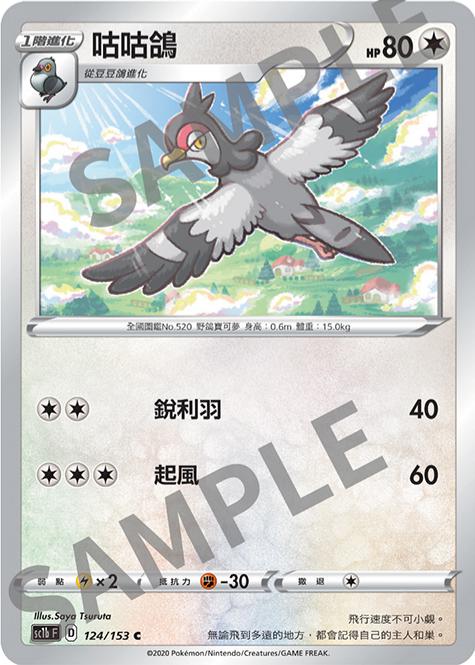 1階進化
咕咕鴿
HP 80
從豆豆鴿進化
SAMPLE
全國圖鑑No.520 野鴿寶可夢 身高：0.6m 體重：15.0kg
銳利羽 40
起風 60
SAMPLE
弱點 ×2 抵抗力 -30 撤退
Illus.Saya Tsuruta
sc1b F D 124/153 C
飛行速度不可小覷。
無論飛到多遠的地方，都會記得自己的主人和巢。
©2020 Pokémon/Nintendo/Creatures/GAME FREAK.